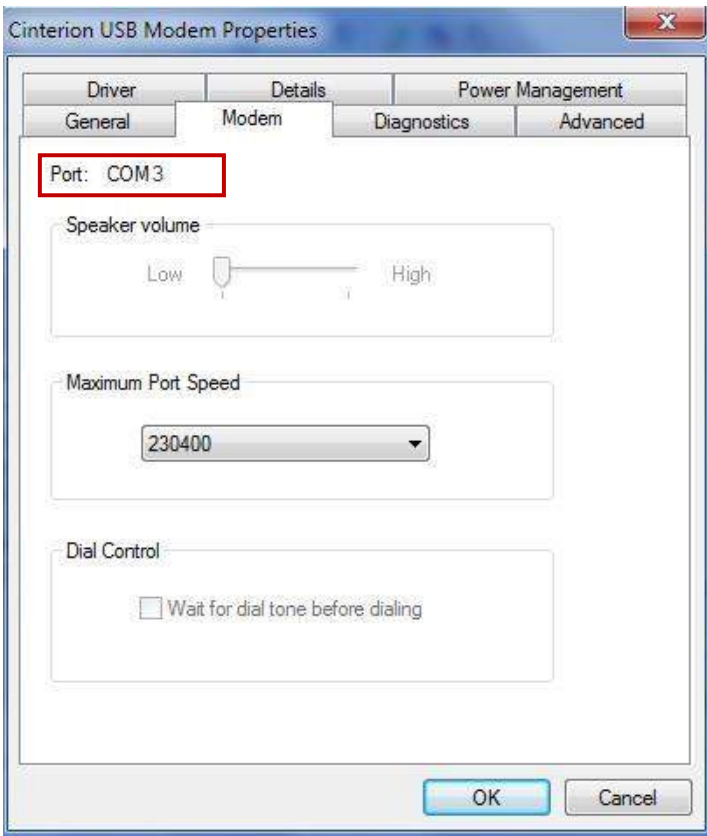 Cinterion USB Modem Properties
Driver Details Power Management
General Modem Diagnostics Advanced
Port: COM3
Speaker volume
Low High
Maximum Port Speed
230400
Dial Control
Wait for dial tone before dialing
OK Cancel